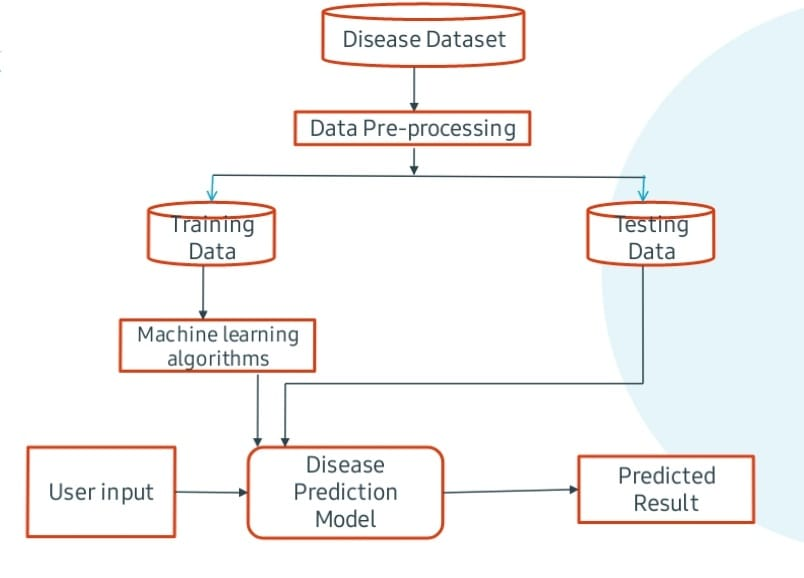 Disease Dataset
Data Pre-processing
Training
Data
Testing
Data
Machine learning
algorithms
User input
Disease
Prediction
Model
Predicted
Result